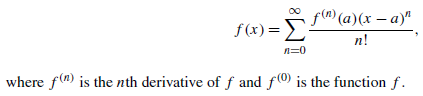 f(x) = ∑_{n=0}^{∞} f^{(n)}(a)(x − a)^n / n! ,
where f^{(n)} is the nth derivative of f and f^{(0)} is the function f.